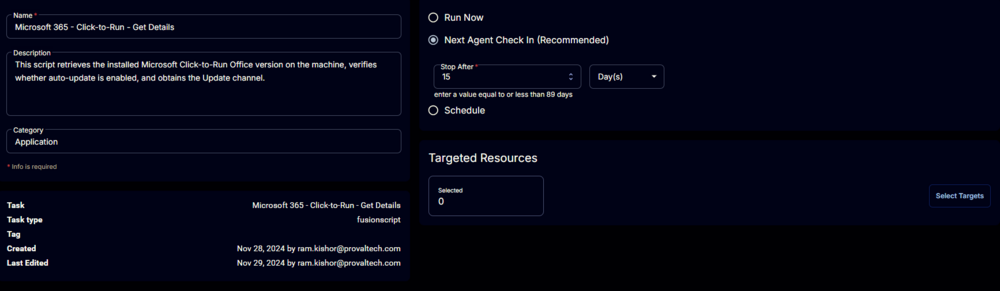 Name *
Microsoft 365 - Click-to-Run - Get Details
Description
This script retrieves the installed Microsoft Click-to-Run Office version on the machine, verifies
whether auto-update is enabled, and obtains the Update channel.
Category
Application
* Info is required
Task Microsoft 365 - Click-to-Run - Get Details
Task type fusionscript
Tag
Created Nov 28, 2024 by ram.kishor@provaltech.com
Last Edited Nov 29, 2024 by ram.kishor@provaltech.com
Run Now
Next Agent Check In (Recommended)
Stop After *
15 Day(s)
enter a value equal to or less than 89 days
Schedule
Targeted Resources
Selected
0
Select Targets